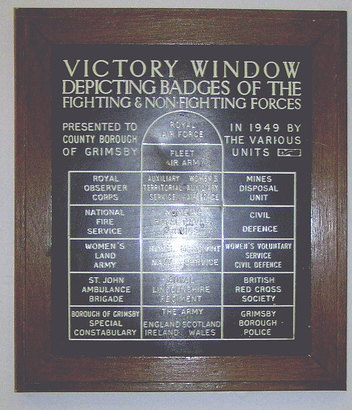 VICTORY WINDOW
DEPICTING BADGES OF THE
FIGHTING & NON-FIGHTING FORCES
PRESENTED TO
COUNTY BOROUGH
OF GRIMSBY
ROYAL
AIR FORCE
FLEET
AIR ARM
IN 1949 BY
THE VARIOUS
UNITS
ROYAL
OBSERVER
CORPS
AUXILIARY WOMEN'S
TERRITORIAL AUXILIARY
SERVICE AIR FORCE
MINES
DISPOSAL
UNIT
NATIONAL
FIRE
SERVICE
WOMEN'S
CIVIL
DEFENCE
WOMEN'S
LAND
ARMY
SERVICE
WOMEN'S VOLUNTARY
SERVICE
CIVIL DEFENCE
ST. JOHN
AMBULANCE
BRIGADE
ROYAL
LINCOLNSHIRE
REGIMENT
BRITISH
RED CROSS
SOCIETY
BOROUGH OF GRIMSBY
SPECIAL
CONSTABULARY
THE ARMY
ENGLAND SCOTLAND
IRELAND WALES
GRIMSBY
BOROUGH
POLICE